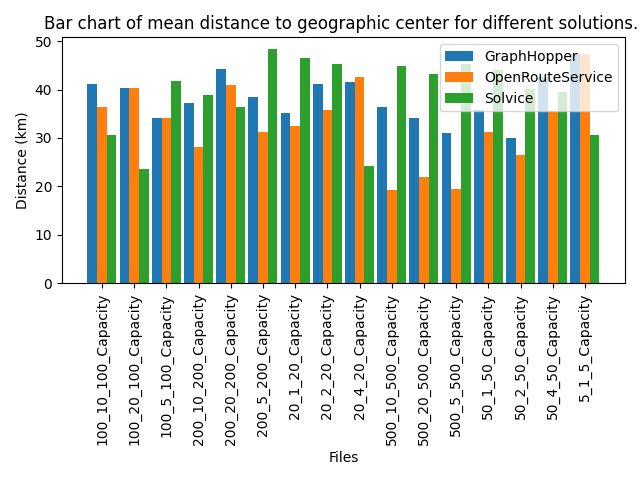 Bar chart of mean distance to geographic center for different solutions.
GraphHopper
OpenRouteService
Solvice
Distance (km)
50
40
30
20
10
0
100_10_100_Capacity
100_20_100_Capacity
100_5_100_Capacity
200_10_200_Capacity
200_20_200_Capacity
200_5_200_Capacity
20_1_20_Capacity
20_2_20_Capacity
20_4_20_Capacity
500_10_500_Capacity
500_20_500_Capacity
500_5_500_Capacity
50_1_50_Capacity
50_2_50_Capacity
50_4_50_Capacity
5_1_5_Capacity
Files